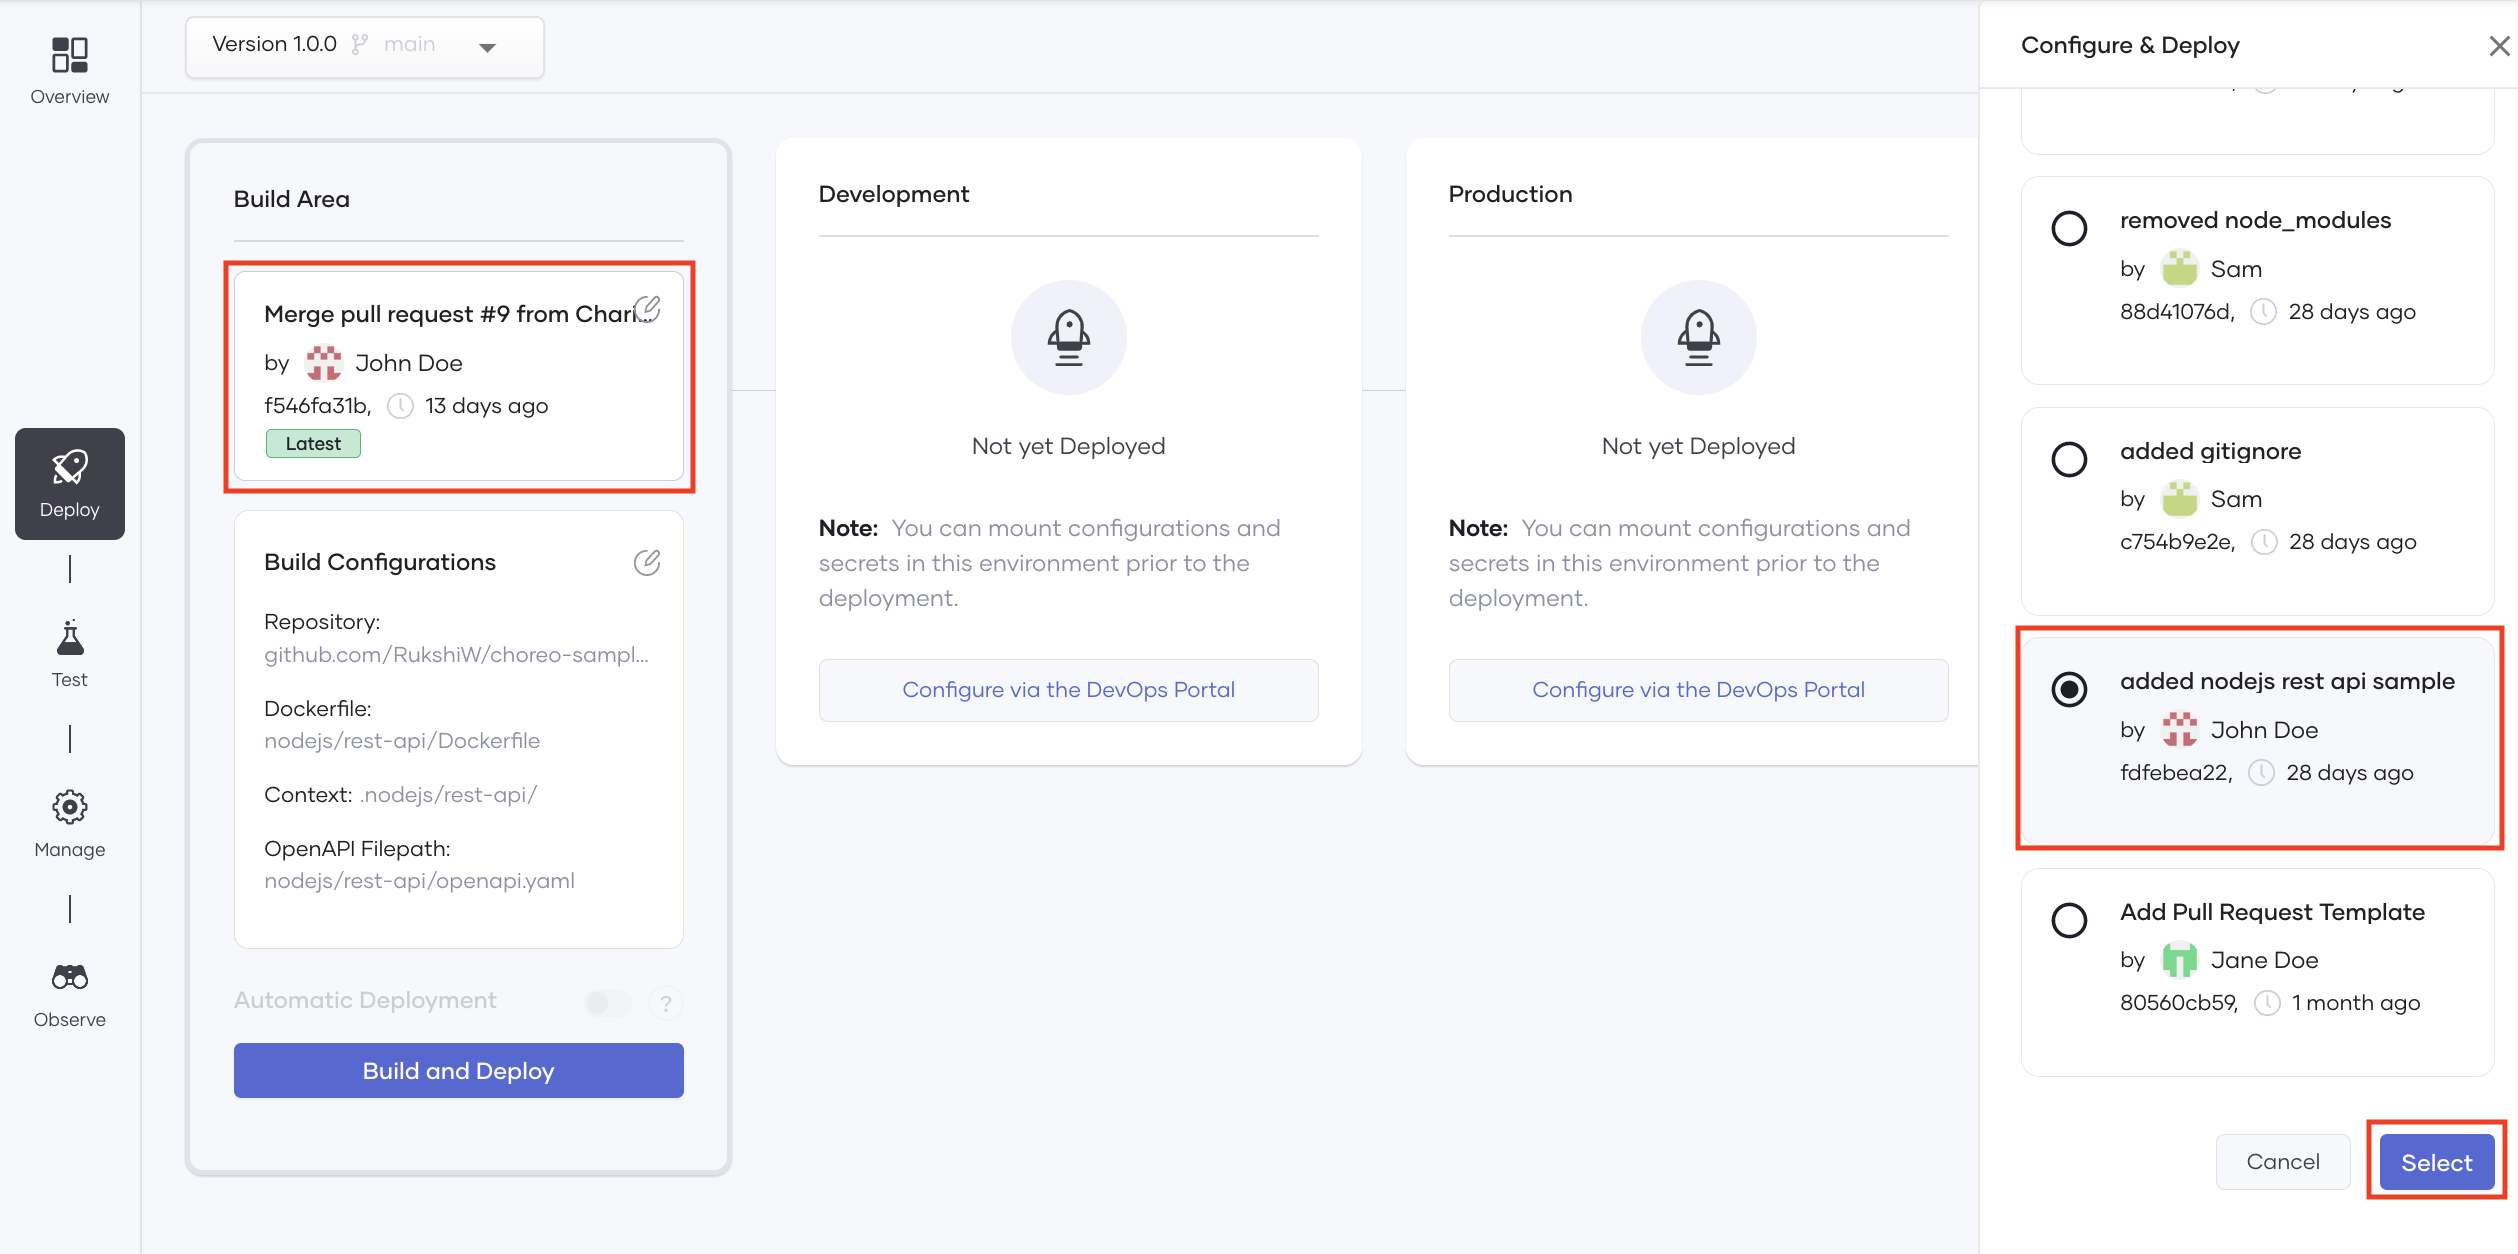 Overview
Deploy
Test
Manage
Observe
Version 1.0.0 main
Build Area
Merge pull request #9 from Chari...
by John Doe
f546fa31b, 13 days ago
Latest
Build Configurations
Repository:
github.com/RukshiW/choreo-sampl...
Dockerfile:
nodejs/rest-api/Dockerfile
Context: .nodejs/rest-api/
OpenAPI Filepath:
nodejs/rest-api/openapi.yaml
Automatic Deployment ?
Build and Deploy
Development
Not yet Deployed
Note: You can mount configurations and
secrets in this environment prior to the
deployment.
Configure via the DevOps Portal
Production
Not yet Deployed
Note: You can mount configurations and
secrets in this environment prior to the
deployment.
Configure via the DevOps Portal
Configure & Deploy
removed node_modules
by Sam
88d41076d, 28 days ago
added gitignore
by Sam
c754b9e2e, 28 days ago
added nodejs rest api sample
by John Doe
fdfebea22, 28 days ago
Add Pull Request Template
by Jane Doe
80560cb59, 1 month ago
Cancel
Select